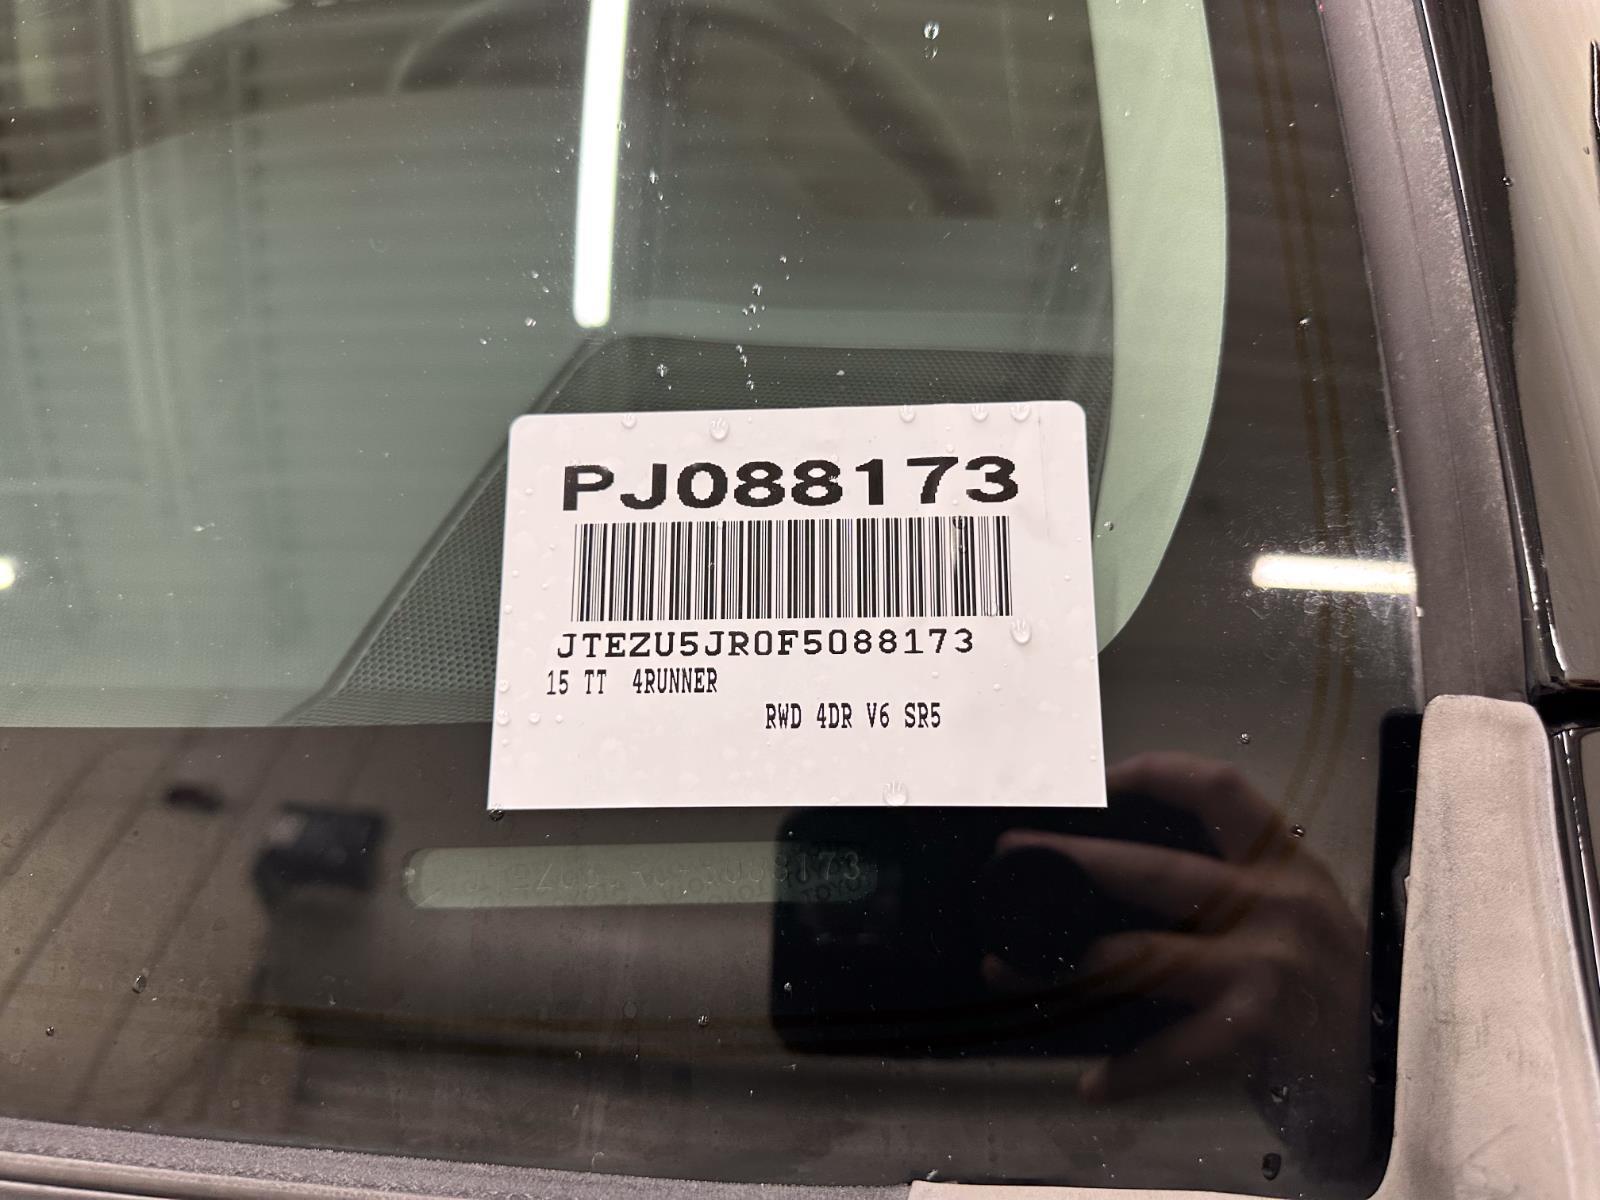 PJ088173
JTEZU5JR0F5088173
15 TT 4RUNNER
RWD 4DR V6 SR5